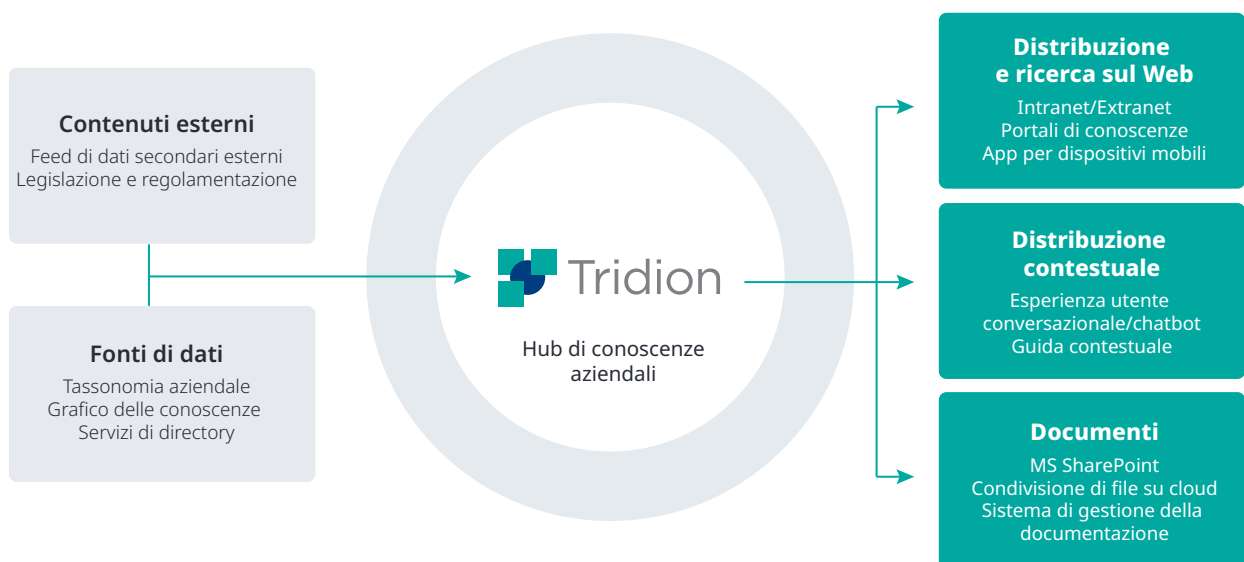 Contenuti esterni
Feed di dati secondari esterni
Legislazione e regolamentazione
Fonti di dati
Tassonomia aziendale
Grafico delle conoscenze
Servizi di directory
Tridion
Hub di conoscenze
aziendali
Distribuzione
e ricerca sul Web
Intranet/Extranet
Portali di conoscenze
App per dispositivi mobili
Distribuzione
contestuale
Esperienza utente
conversazionale/chatbot
Guida contestuale
Documenti
MS SharePoint
Condivisione di file su cloud
Sistema di gestione della
documentazione